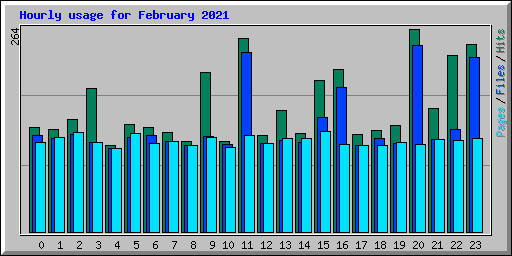 Hourly usage for February 2021
264
Pages / Files / Hits
0 1 2 3 4 5 6 7 8 9 10 11 12 13 14 15 16 17 18 19 20 21 22 23